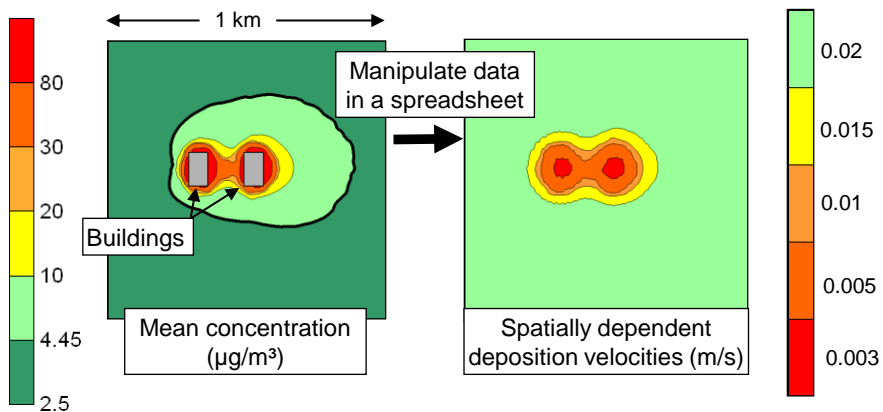 1 km
80
30
20
10
4.45
2.5
Manipulate data
in a spreadsheet
Buildings
Mean concentration
(µg/m³)
Spatially dependent
deposition velocities (m/s)
0.02
0.015
0.01
0.005
0.003